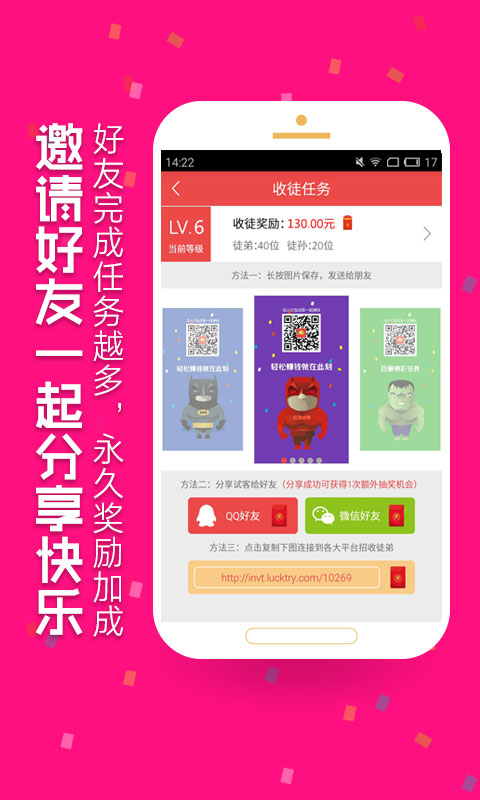 邀请好友一起分享快乐
好友完成任务越多，永久奖励加成
14:22
17
收徒任务
LV.6
当前等级
收徒奖励：130.00元
徒弟：40位 徒孙：20位
方法一：长按图片保存，发送给朋友
轻松赚钱就在此刻
轻松赚钱就在此刻
方法二：分享试客给好友（分享成功可获得1次额外抽奖机会）
QQ好友
微信好友
方法三：点击复制下图连接到各大平台招收徒弟
http://invt.lucktry.com/10269